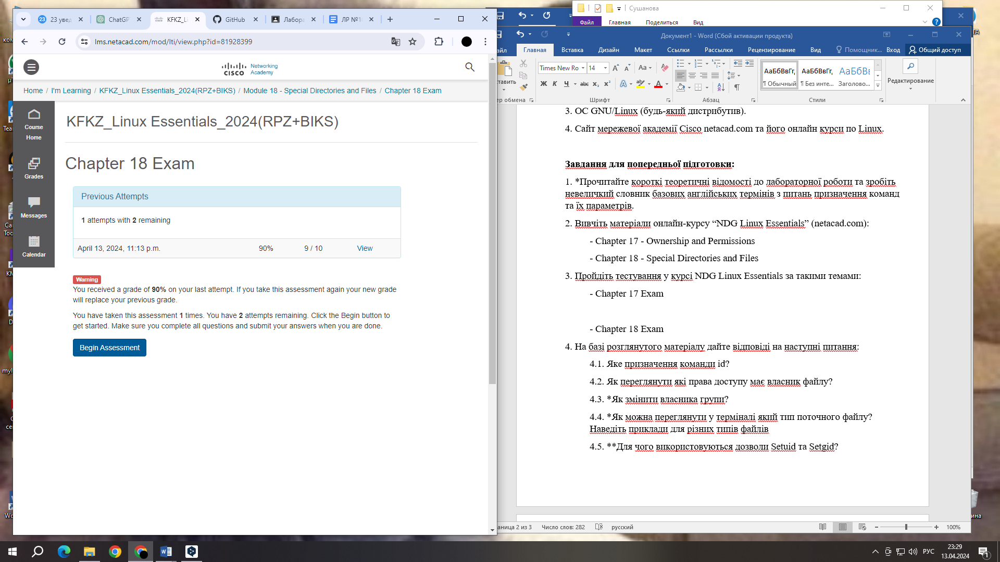 Сушанова
23 увед
ChatGP
KFKZ_Li
GitHub
Лабора
ЛР №1
lms.netacad.com/mod/lti/view.php?id=81928399
Файл
Главная
Поделиться
Вид
Документ1 - Word (Сбой активации продукта)
айл
Главная
Вставка
Дизайн
Макет
Ссылки
Рассылки
Рецензирование
Вид
Помощник...
Вход
Общий доступ
Times New Ro
14
Шрифт
Абзац
АаБбВвГг,
¶ Обычный
АаБбВвГг,
¶ Без инте...
АаБбВв
Заголово...
Стили
Редактирование
cisco
Networking
Academy
Home / I'm Learning / KFKZ_Linux Essentials_2024(RPZ+BIKS) / Module 18 - Special Directories and Files / Chapter 18 Exam
Course
Home
Grades
Messages
Calendar
KFKZ_Linux Essentials_2024(RPZ+BIKS)
Chapter 18 Exam
Previous Attempts
1 attempts with 2 remaining
April 13, 2024, 11:13 p.m. 90% 9 / 10 View
Warning
You received a grade of 90% on your last attempt. If you take this assessment again your new grade
will replace your previous grade.
You have taken this assessment 1 times. You have 2 attempts remaining. Click the Begin button to
get started. Make sure you complete all questions and submit your answers when you are done.
Begin Assessment
3. ОС GNU/Linux (будь-який дистрибутив).
4. Сайт мережевої академії Cisco netacad.com та його онлайн курси по Linux.
Завдання для попередньої підготовки:
1. *Прочитайте короткі теоретичні відомості до лабораторної роботи та зробіть
невеличкий словник базових англійських термінів з питань призначення команд
та їх параметрів.
2. Вивчіть матеріали онлайн-курсу “NDG Linux Essentials” (netacad.com):
- Chapter 17 - Ownership and Permissions
- Chapter 18 - Special Directories and Files
3. Пройдіть тестування у курсі NDG Linux Essentials за такими темами:
- Chapter 17 Exam
- Chapter 18 Exam
4. На базі розглянутого матеріалу дайте відповіді на наступні питання:
4.1. Яке призначення команди id?
4.2. Як переглянути які права доступу має власник файлу?
4.3. *Як змінити власника групи?
4.4. *Як можна переглянути у терміналі який тип поточного файлу?
Наведіть приклади для різних типів файлів
4.5. **Для чого використовуються дозволи Setuid та Setgid?
аница 2 из 3
Число слов: 282
русский
100%
РУС
23:29
13.04.2024
1